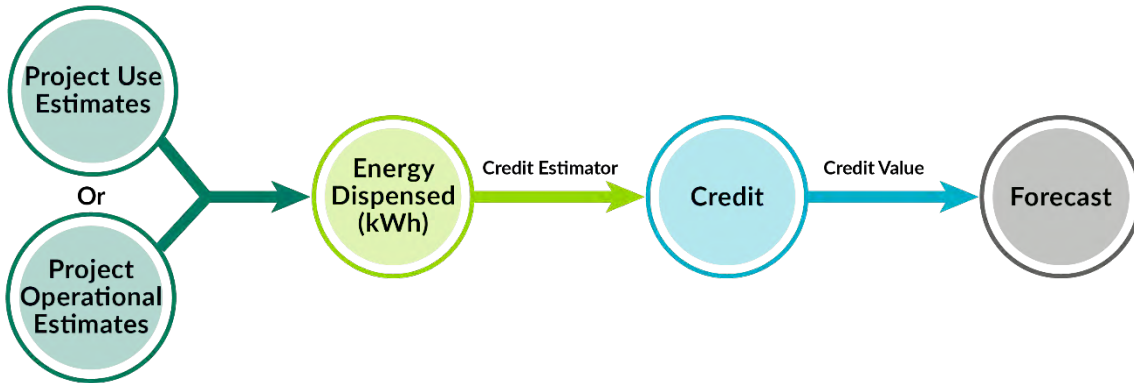 Project Use
Estimates
Or
Project
Operational
Estimates
Energy
Dispensed
(kWh)
Credit Estimator
Credit
Credit Value
Forecast